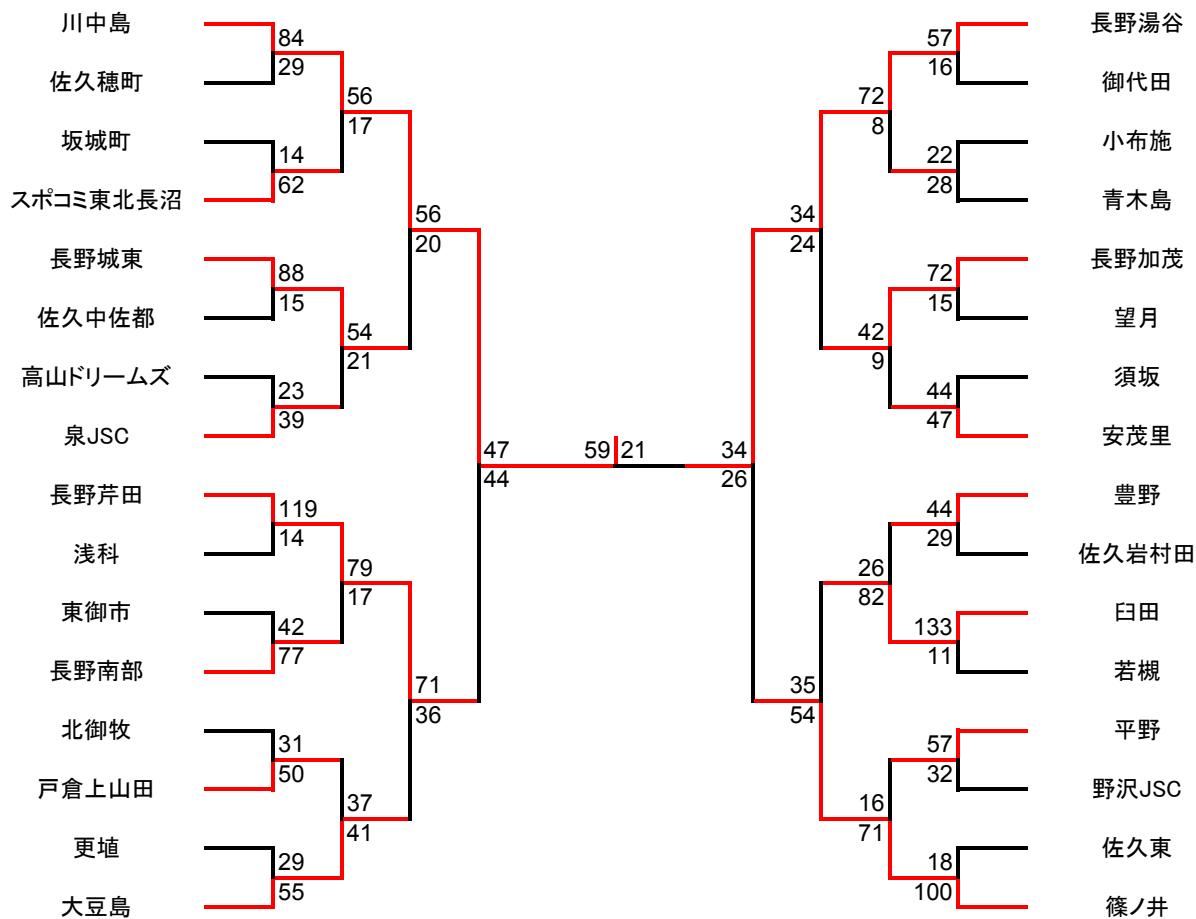 川中島
84
29
佐久穂町
56
17
坂城町
14
62
スポコミ東北長沼
56
20
長野城東
88
15
佐久中佐都
54
21
高山ドリームズ
23
39
泉JSC
47
44
長野芹田
119
14
浅科
79
17
東御市
42
77
長野南部
71
36
北御牧
31
50
戸倉上山田
37
41
更埴
29
55
大豆島
59 21
長野湯谷
57
16
御代田
72
8
小布施
22
28
青木島
34
24
長野加茂
72
15
望月
42
9
須坂
44
47
安茂里
34
26
豊野
44
29
佐久岩村田
26
82
臼田
133
11
若槻
35
54
平野
57
32
野沢JSC
16
71
佐久東
18
100
篠ノ井